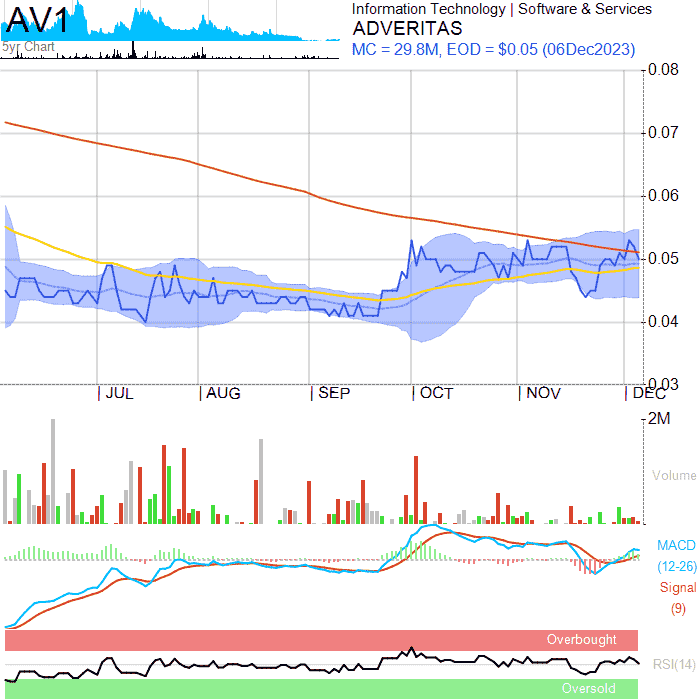 AV1
5yr Chart
Information Technology | Software & Services
ADVERITAS
MC = 29.8M, EOD = $0.05 (06Dec2023)
0.08
0.07
0.06
0.05
0.04
0.03
JUL AUG SEP OCT NOV DEC
2M
Volume
MACD
(12-26)
Signal
(9)
Overbought
RSI(14)
Oversold